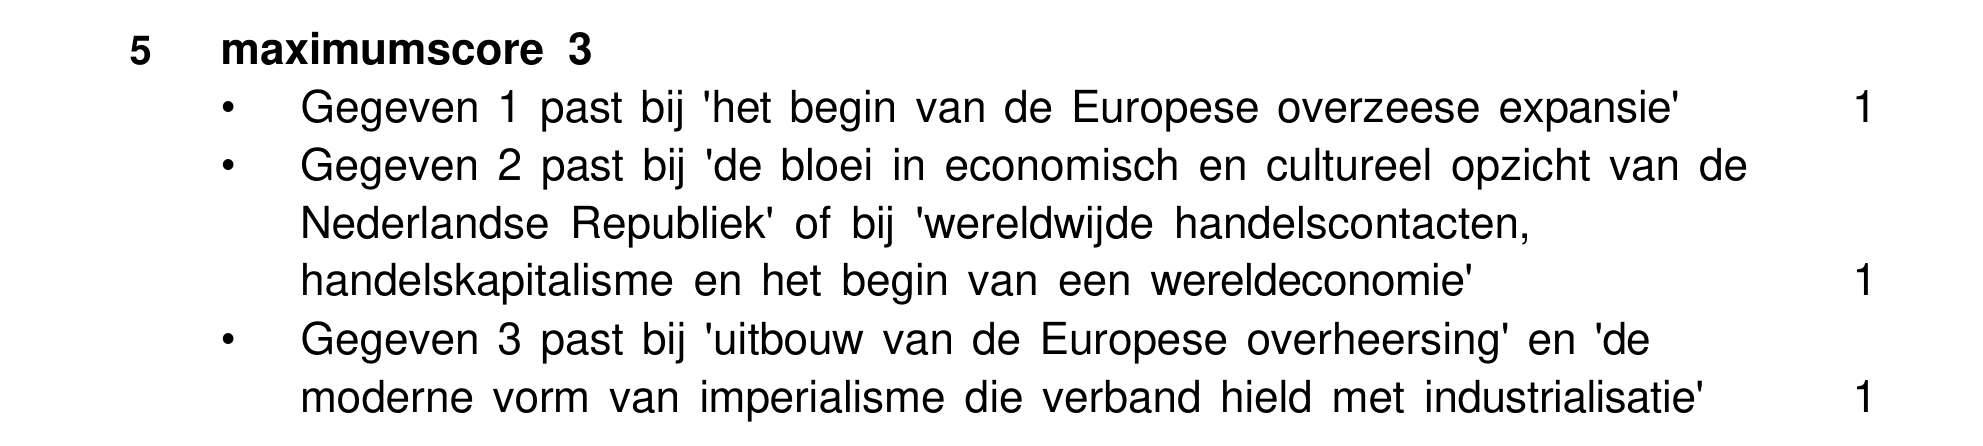 5 maximumscore 3
• Gegeven 1 past bij 'het begin van de Europese overzeese expansie' 1
• Gegeven 2 past bij 'de bloei in economisch en cultureel opzicht van de
Nederlandse Republiek' of bij 'wereldwijde handelscontacten,
handelskapitalisme en het begin van een wereldeconomie' 1
• Gegeven 3 past bij 'uitbouw van de Europese overheersing' en 'de
moderne vorm van imperialisme die verband hield met industrialisatie' 1